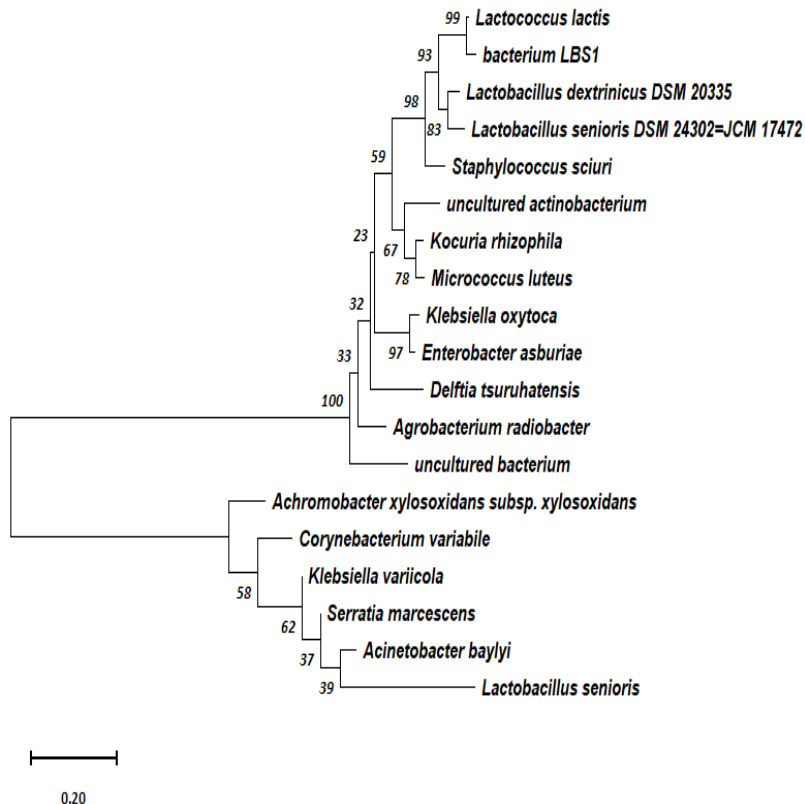 99 Lactococcus lactis
bacterium LBS1
93
Lactobacillus dextrinicus DSM 20335
98
83 Lactobacillus senioris DSM 24302=JCM 17472
59
Staphylococcus sciuri
uncultured actinobacterium
23
67 Kocuria rhizophila
78 Micrococcus luteus
32
Klebsiella oxytoca
33
97 Enterobacter asburiae
Delftia tsuruhatensis
100
Agrobacterium radiobacter
uncultured bacterium
Achromobacter xylosoxidans subsp. xylosoxidans
Corynebacterium variabile
58
Klebsiella variicola
62
Serratia marcescens
37
Acinetobacter baylyi
39 Lactobacillus senioris
0.20